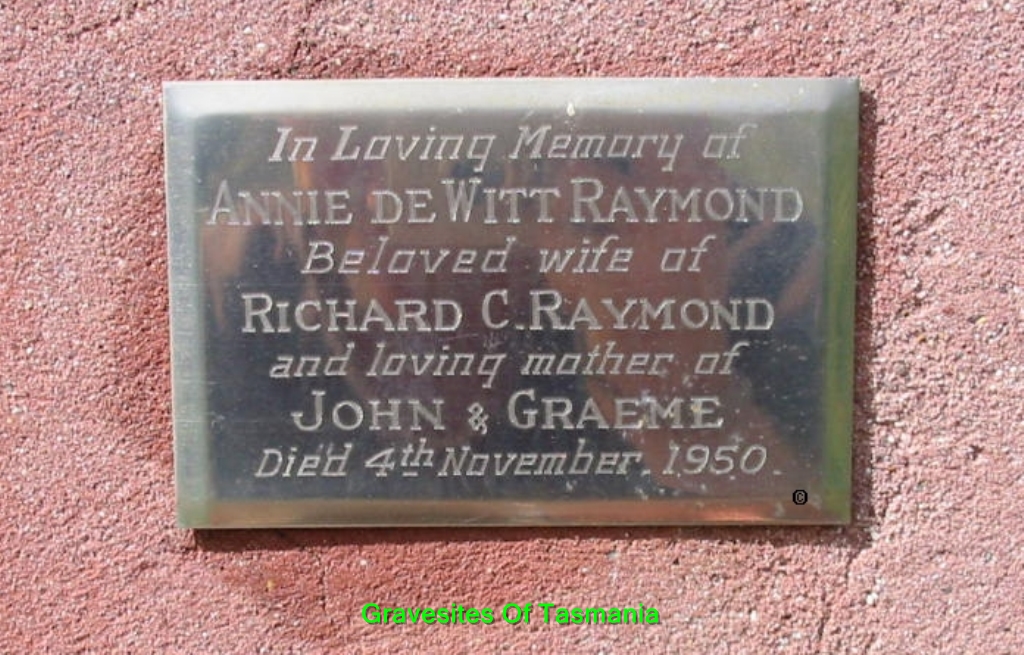 In Loving Memory of
ANNIE DE WITT RAYMOND
Beloved wife of
RICHARD C. RAYMOND
and loving mother of
JOHN & GRAEME
Died 4th November, 1950.
©
Gravesites Of Tasmania